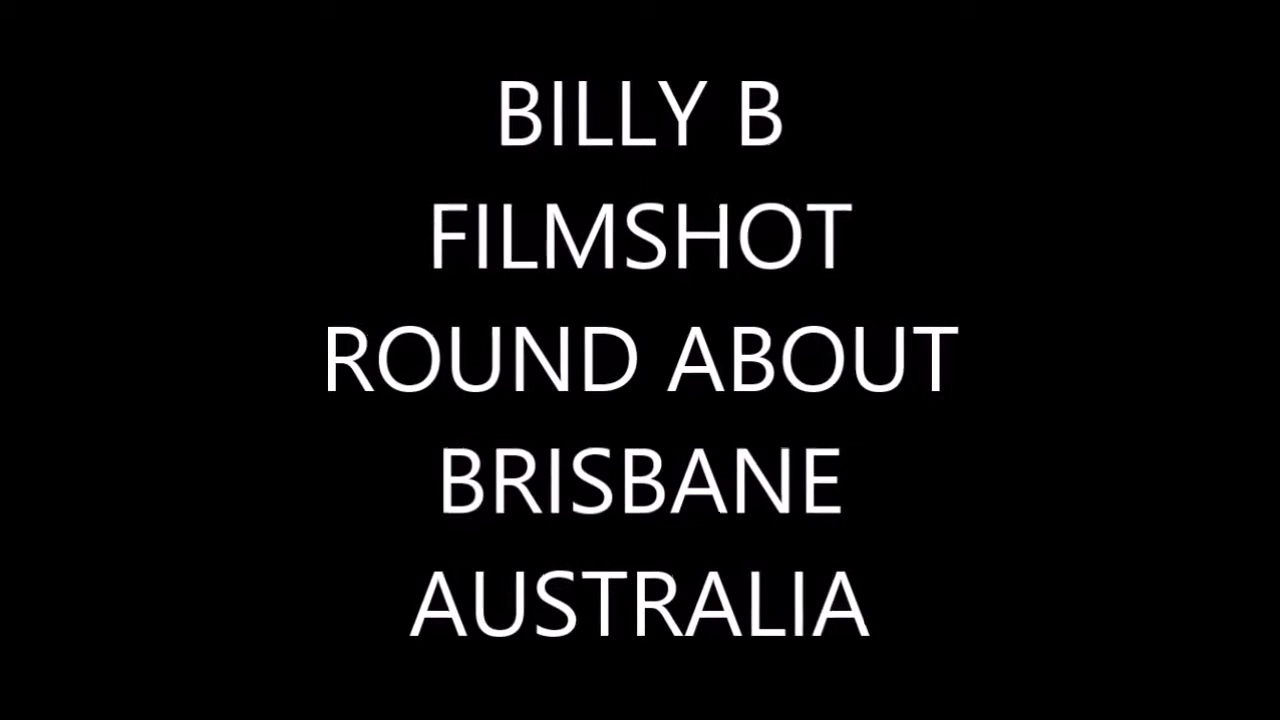 BILLY B
FILMSHOT
ROUND ABOUT
BRISBANE
AUSTRALIA